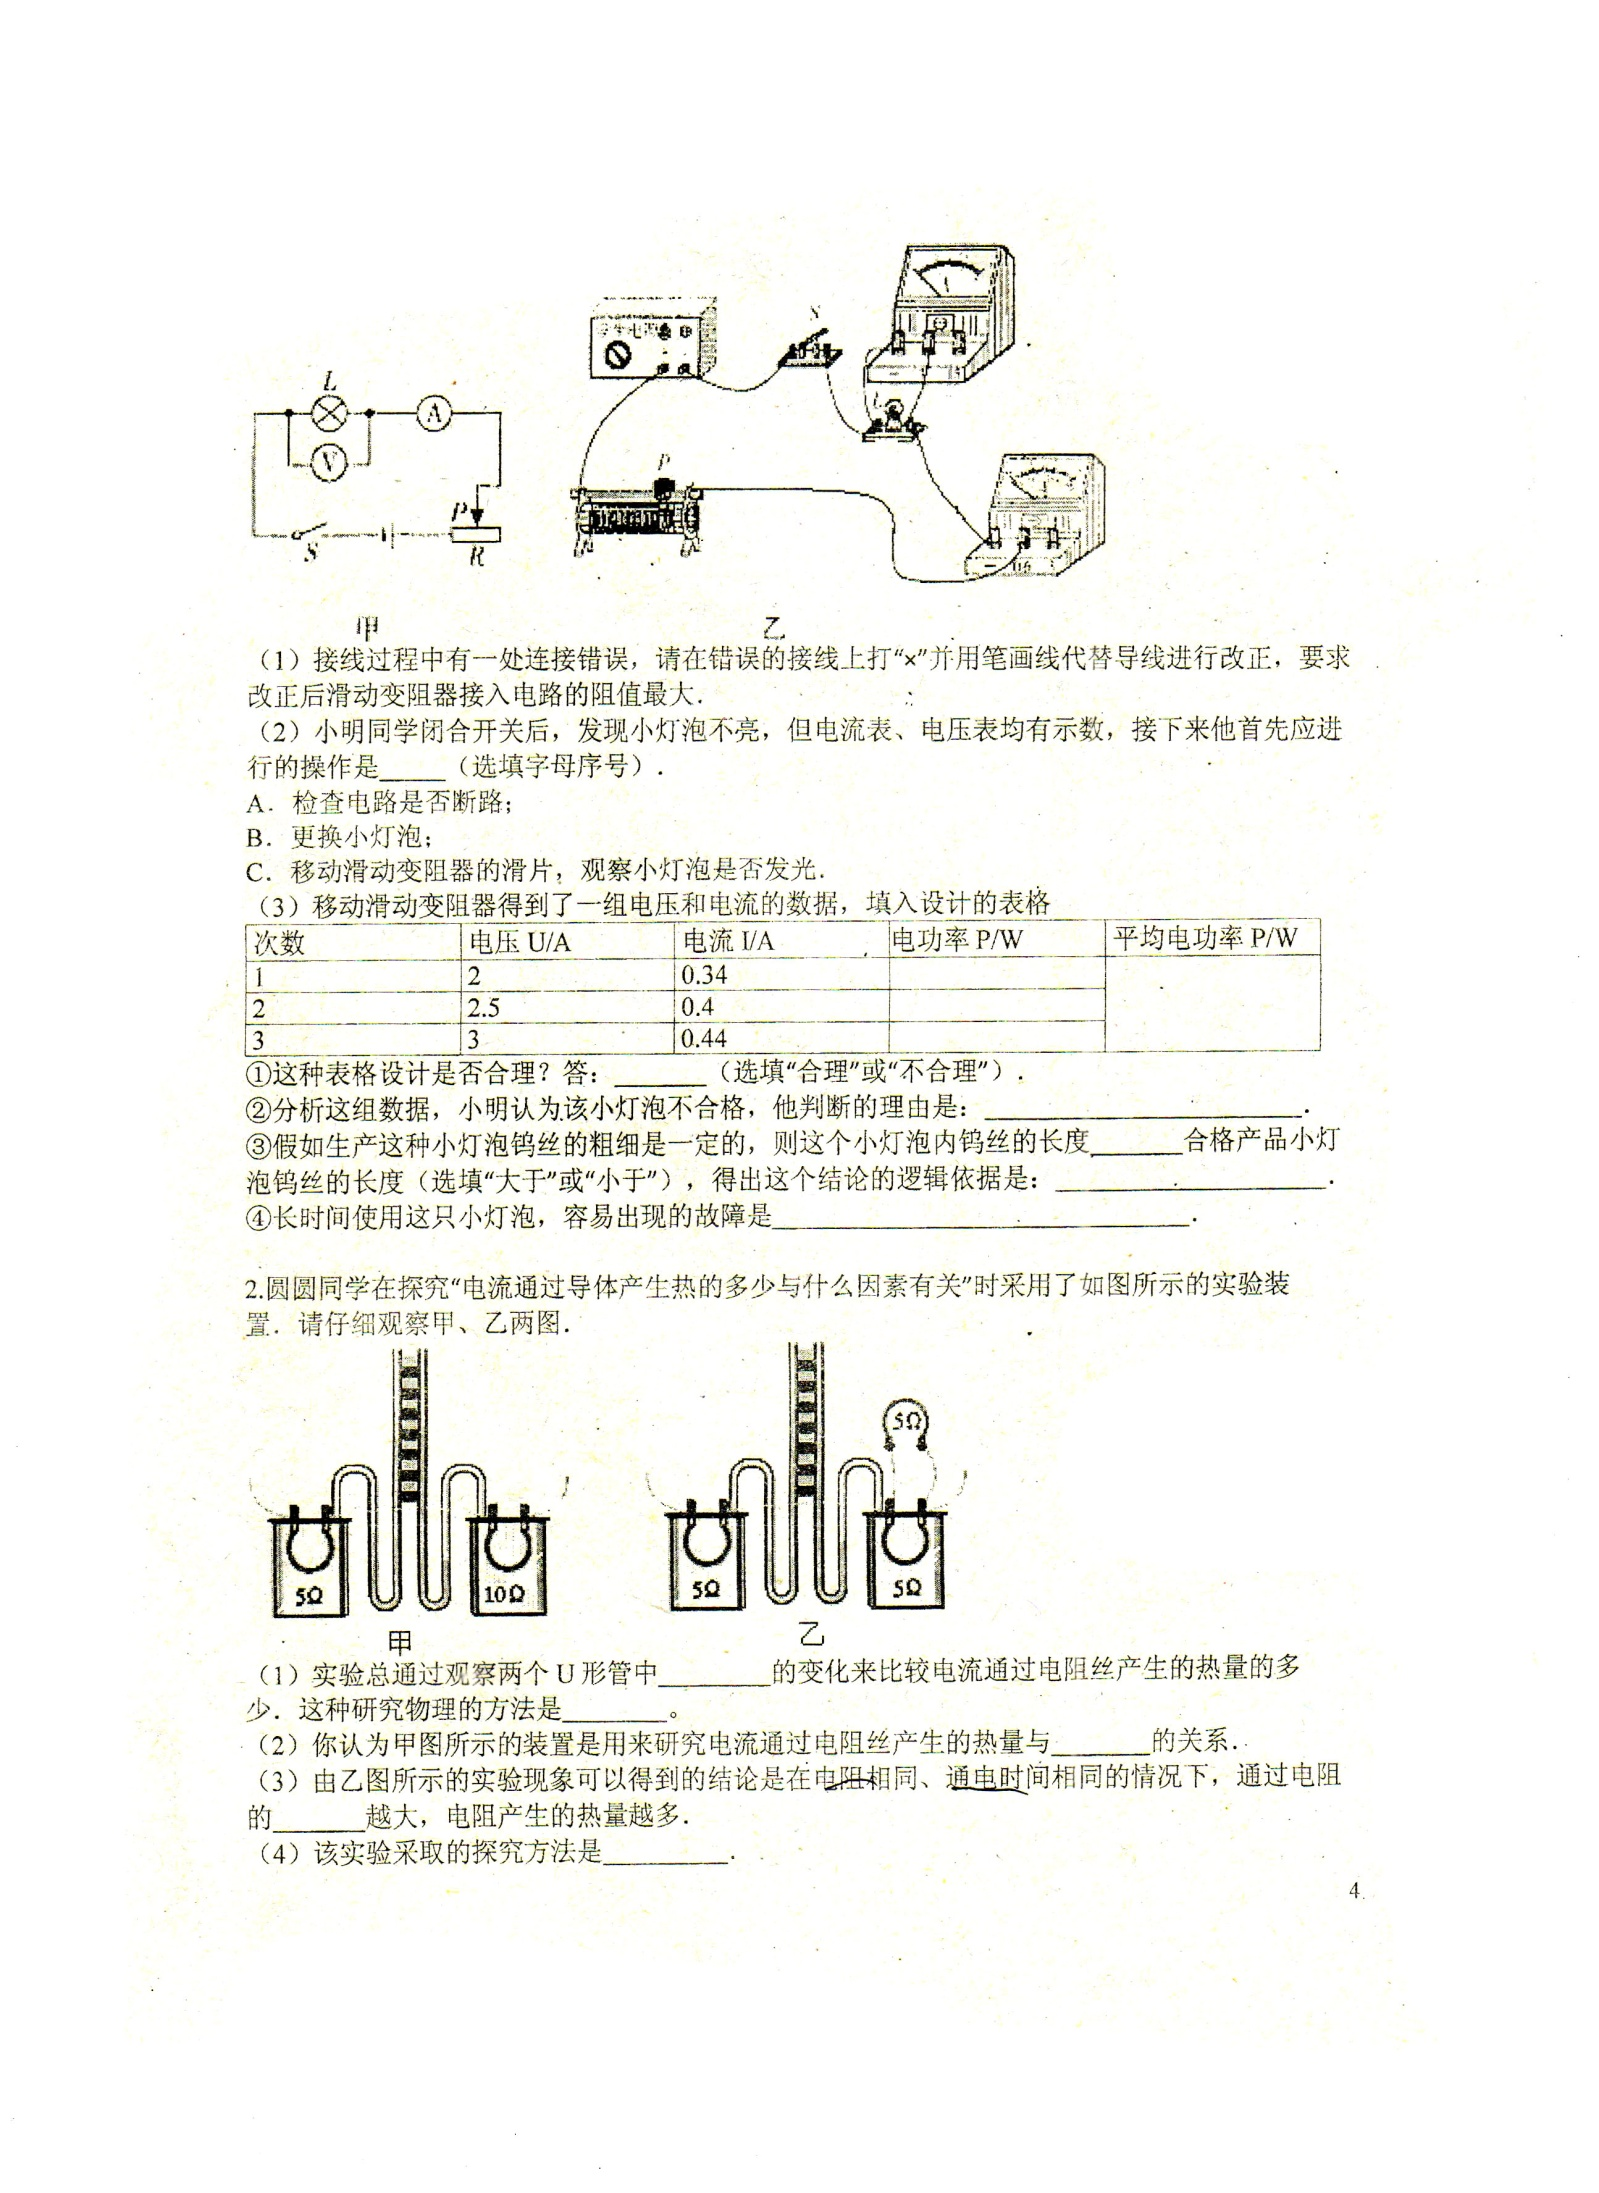 学生电源
S
L
A
V
P
S
R
P
L
- 0.6 3
甲
乙
（1）接线过程中有一处连接错误，请在错误的接线上打“×”并用笔画线代替导线进行改正，要求
改正后滑动变阻器接入电路的阻值最大．
（2）小明同学闭合开关后，发现小灯泡不亮，但电流表、电压表均有示数，接下来他首先应进
行的操作是_____（选填字母序号）．
A．检查电路是否断路；
B．更换小灯泡；
C．移动滑动变阻器的滑片，观察小灯泡是否发光．
（3）移动滑动变阻器得到了一组电压和电流的数据，填入设计的表格
次数 电压 U/A 电流 I/A 电功率 P/W 平均电功率 P/W
1 2 0.34
2 2.5 0.4
3 3 0.44
①这种表格设计是否合理？答：_______（选填“合理”或“不合理”）．
②分析这组数据，小明认为该小灯泡不合格，他判断的理由是：________________________．
③假如生产这种小灯泡钨丝的粗细是一定的，则这个小灯泡内钨丝的长度_______合格产品小灯
泡钨丝的长度（选填“大于”或“小于”），得出这个结论的逻辑依据是：____________________．
④长时间使用这只小灯泡，容易出现的故障是________________________________．
2.圆圆同学在探究“电流通过导体产生热的多少与什么因素有关”时采用了如图所示的实验装
置．请仔细观察甲、乙两图．
5Ω
5Ω 10Ω 5Ω 5Ω
甲
乙
（1）实验总通过观察两个 U 形管中________的变化来比较电流通过电阻丝产生的热量的多
少．这种研究物理的方法是________。
（2）你认为甲图所示的装置是用来研究电流通过电阻丝产生的热量与_______的关系．
（3）由乙图所示的实验现象可以得到的结论是在电阻相同、通电时间相同的情况下，通过电阻
的_______越大，电阻产生的热量越多．
（4）该实验采取的探究方法是_________．
4